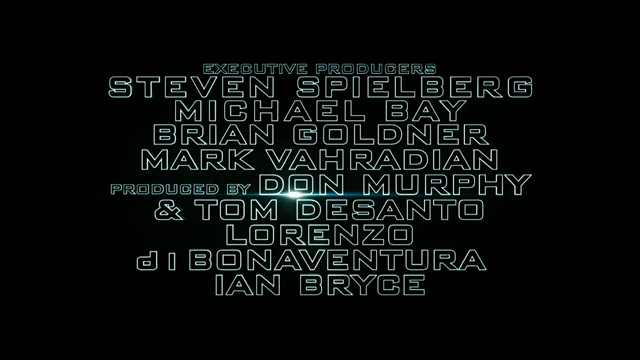 EXECUTIVE PRODUCERS
STEVEN SPIELBERG
MICHAEL BAY
BRIAN GOLDNER
MARK VAHRADIAN
PRODUCED BY DON MURPHY
& TOM DESANTO
LORENZO
di BONAVENTURA
IAN BRYCE